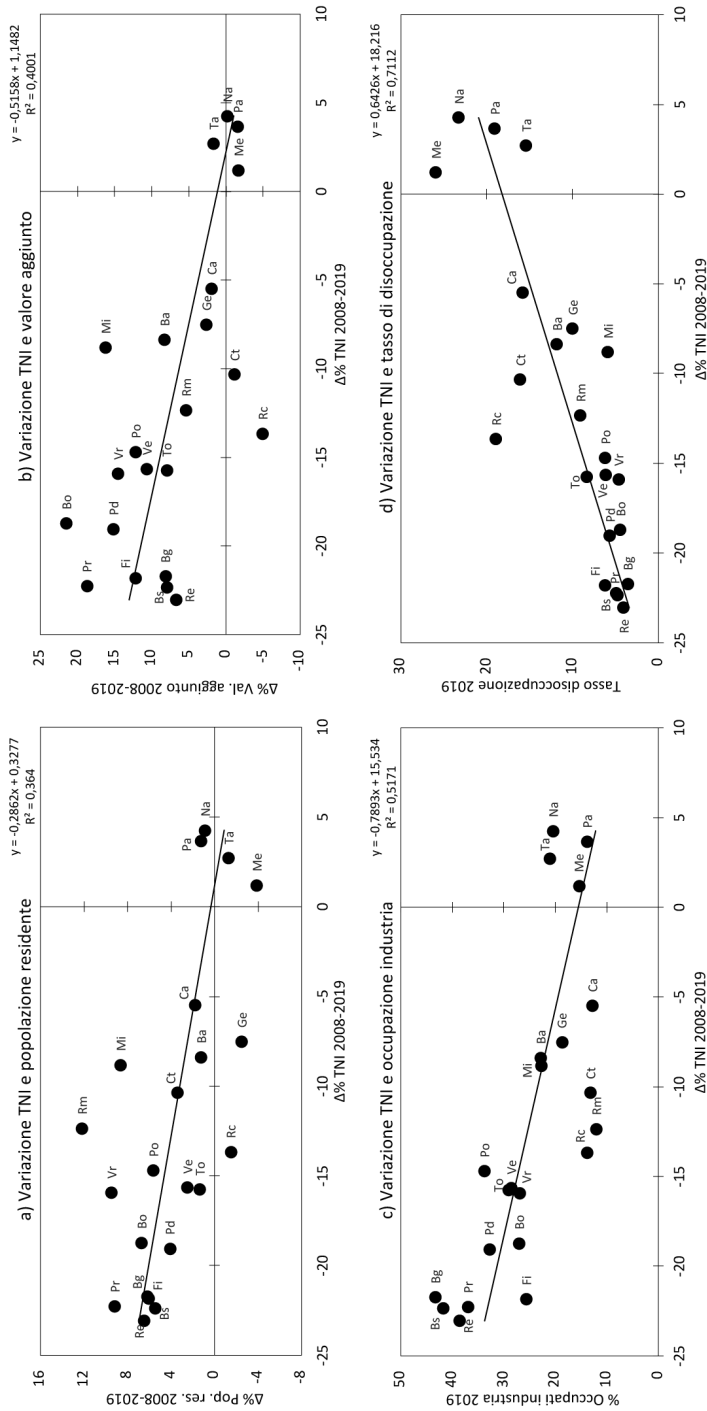 a) Variazione TNI e popolazione residente
y = -0,2862x + 0,3277
R² = 0,364
Δ% Pop. res. 2008-2019
16
12
8
4
0
-4
-8
-25
-20
-15
-10
-5
0
5
10
Δ% TNI 2008-2019
Re
Bs
Pr
Fi
Bg
Pd
Bo
Vr
To
Ve
Po
Rc
Rm
Ct
Mi
Ba
Ge
Ca
Me
Ta
Pa
Na
b) Variazione TNI e valore aggiunto
y = -0,5158x + 1,1482
R² = 0,4001
Δ% Val. aggiunto 2008-2019
25
20
15
10
5
0
-5
-10
-25
-20
-15
-10
-5
0
5
10
Δ% TNI 2008-2019
Re
Bs
Pr
Fi
Bg
Pd
Bo
Vr
To
Ve
Po
Rc
Rm
Ct
Mi
Ba
Ge
Ca
Me
Ta
Pa
Na
c) Variazione TNI e occupazione industria
y = -0,7893x + 15,534
R² = 0,5171
% Occupati industria 2019
50
40
30
20
10
0
-25
-20
-15
-10
-5
0
5
10
Δ% TNI 2008-2019
Re
Bs
Pr
Fi
Bg
Pd
Bo
Vr
To
Ve
Po
Rc
Rm
Ct
Mi
Ba
Ge
Ca
Me
Ta
Pa
Na
d) Variazione TNI e tasso di disoccupazione
y = 0,6426x + 18,216
R² = 0,7112
Tasso disoccupazione 2019
30
20
10
0
-25
-20
-15
-10
-5
0
5
10
Δ% TNI 2008-2019
Re
Bs
Pr
Fi
Bg
Pd
Bo
Vr
To
Ve
Po
Rc
Rm
Ct
Mi
Ba
Ge
Ca
Me
Ta
Pa
Na